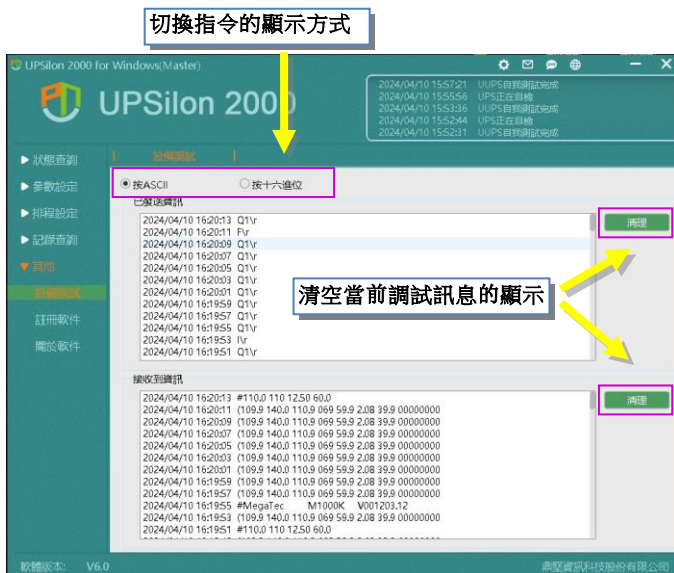 切換指令的顯示方式
UPSilon 2000 for Windows(Master)
UPSilon 2000
2024/04/10 15:57:21 UUPS自我測試完成
2024/04/10 15:55:56 UPS正在自檢
2024/04/10 15:53:36 UUPS自我測試完成
2024/04/10 15:52:44 UPS正在自檢
2024/04/10 15:52:31 UUPS自我測試完成
狀態查詢
參數設定
排程設定
記錄查詢
其他
設備調試
註冊軟件
關於軟件
設備調試
按ASCII 按十六進位
已發送資訊
2024/04/10 16:20:13 Q1\r
2024/04/10 16:20:11 F\r
2024/04/10 16:20:09 Q1\r
2024/04/10 16:20:07 Q1\r
2024/04/10 16:20:05 Q1\r
2024/04/10 16:20:03 Q1\r
2024/04/10 16:20:01 Q1\r
2024/04/10 16:19:59 Q1\r
2024/04/10 16:19:57 Q1\r
2024/04/10 16:19:55 Q1\r
2024/04/10 16:19:53 I\r
2024/04/10 16:19:51 Q1\r
清理
清空當前調試訊息的顯示
接收到資訊
2024/04/10 16:20:13 #110.0 110 12.50 60.0
2024/04/10 16:20:11 (109.9 140.0 110.9 069 59.9 2.08 39.9 00000000
2024/04/10 16:20:09 (109.9 140.0 110.9 069 59.9 2.08 39.9 00000000
2024/04/10 16:20:07 (109.9 140.0 110.9 069 59.9 2.08 39.9 00000000
2024/04/10 16:20:05 (109.9 140.0 110.9 069 59.9 2.08 39.9 00000000
2024/04/10 16:20:03 (109.9 140.0 110.9 069 59.9 2.08 39.9 00000000
2024/04/10 16:20:01 (109.9 140.0 110.9 069 59.9 2.08 39.9 00000000
2024/04/10 16:19:59 (109.9 140.0 110.9 069 59.9 2.08 39.9 00000000
2024/04/10 16:19:57 (109.9 140.0 110.9 069 59.9 2.08 39.9 00000000
2024/04/10 16:19:55 #MegaTec M1000K V001203.12
2024/04/10 16:19:53 (109.9 140.0 110.9 069 59.9 2.08 39.9 00000000
2024/04/10 16:19:51 #110.0 110 12.50 60.0
清理
軟體版本: V6.0
鼎堅資訊科技股份有限公司